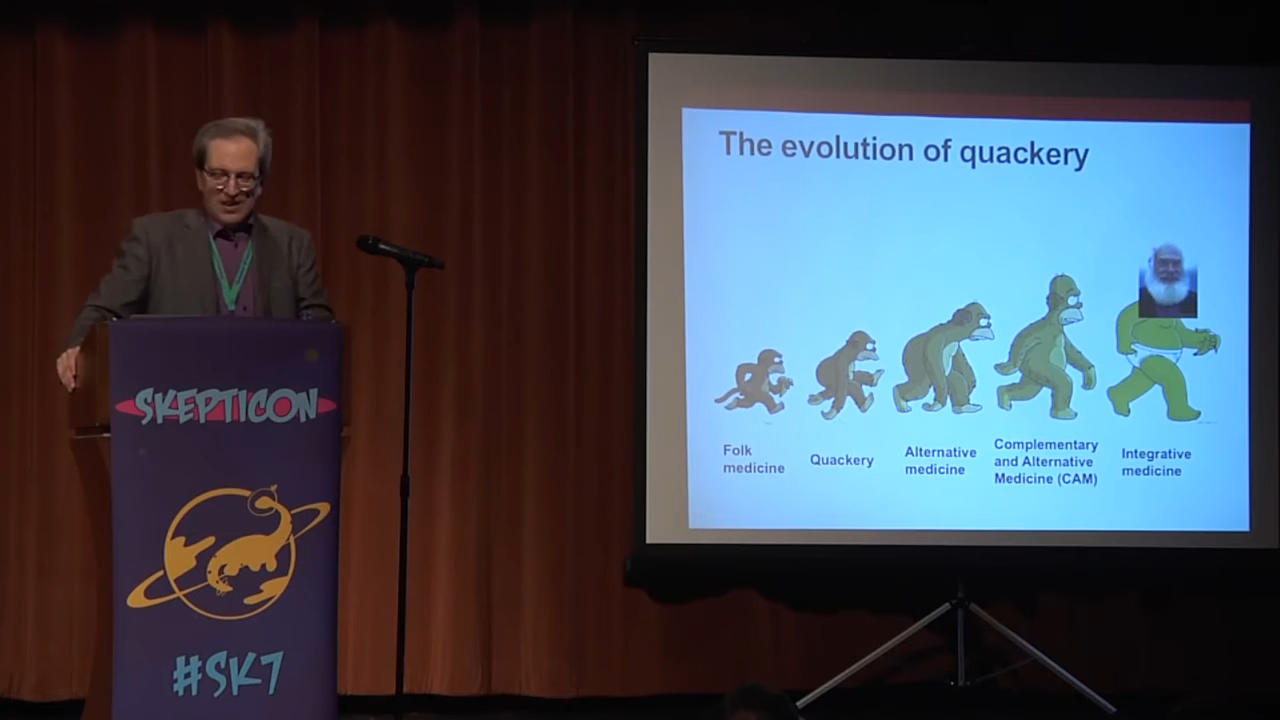 The evolution of quackery
Folk
medicine
Quackery
Alternative
medicine
Complementary
and Alternative
Medicine (CAM)
Integrative
medicine
SKEPTICON
#SK7